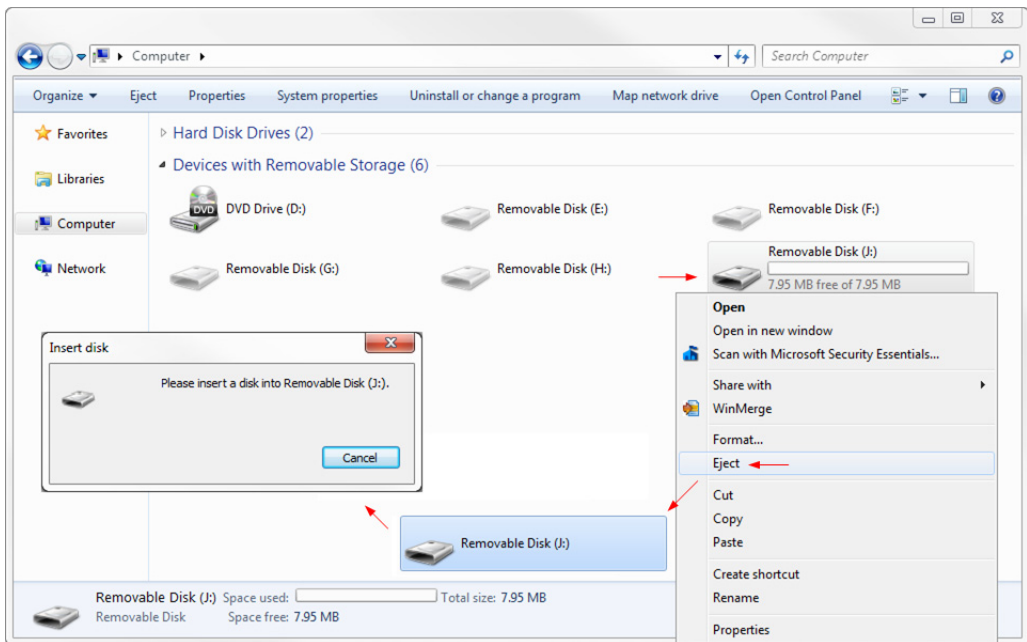 Computer
Search Computer
Organize Eject Properties System properties Uninstall or change a program Map network drive Open Control Panel
Favorites
Libraries
Computer
Network
Hard Disk Drives (2)
Devices with Removable Storage (6)
DVD
DVD Drive (D:)
Removable Disk (E:)
Removable Disk (F:)
Removable Disk (G:)
Removable Disk (H:)
Removable Disk (J:)
7.95 MB free of 7.95 MB
Open
Open in new window
Scan with Microsoft Security Essentials...
Share with
WinMerge
Format...
Eject
Cut
Copy
Paste
Create shortcut
Rename
Properties
Insert disk
Please insert a disk into Removable Disk (J:).
Cancel
Removable Disk (J:)
Removable Disk (J:) Space used: Total size: 7.95 MB
Removable Disk Space free: 7.95 MB